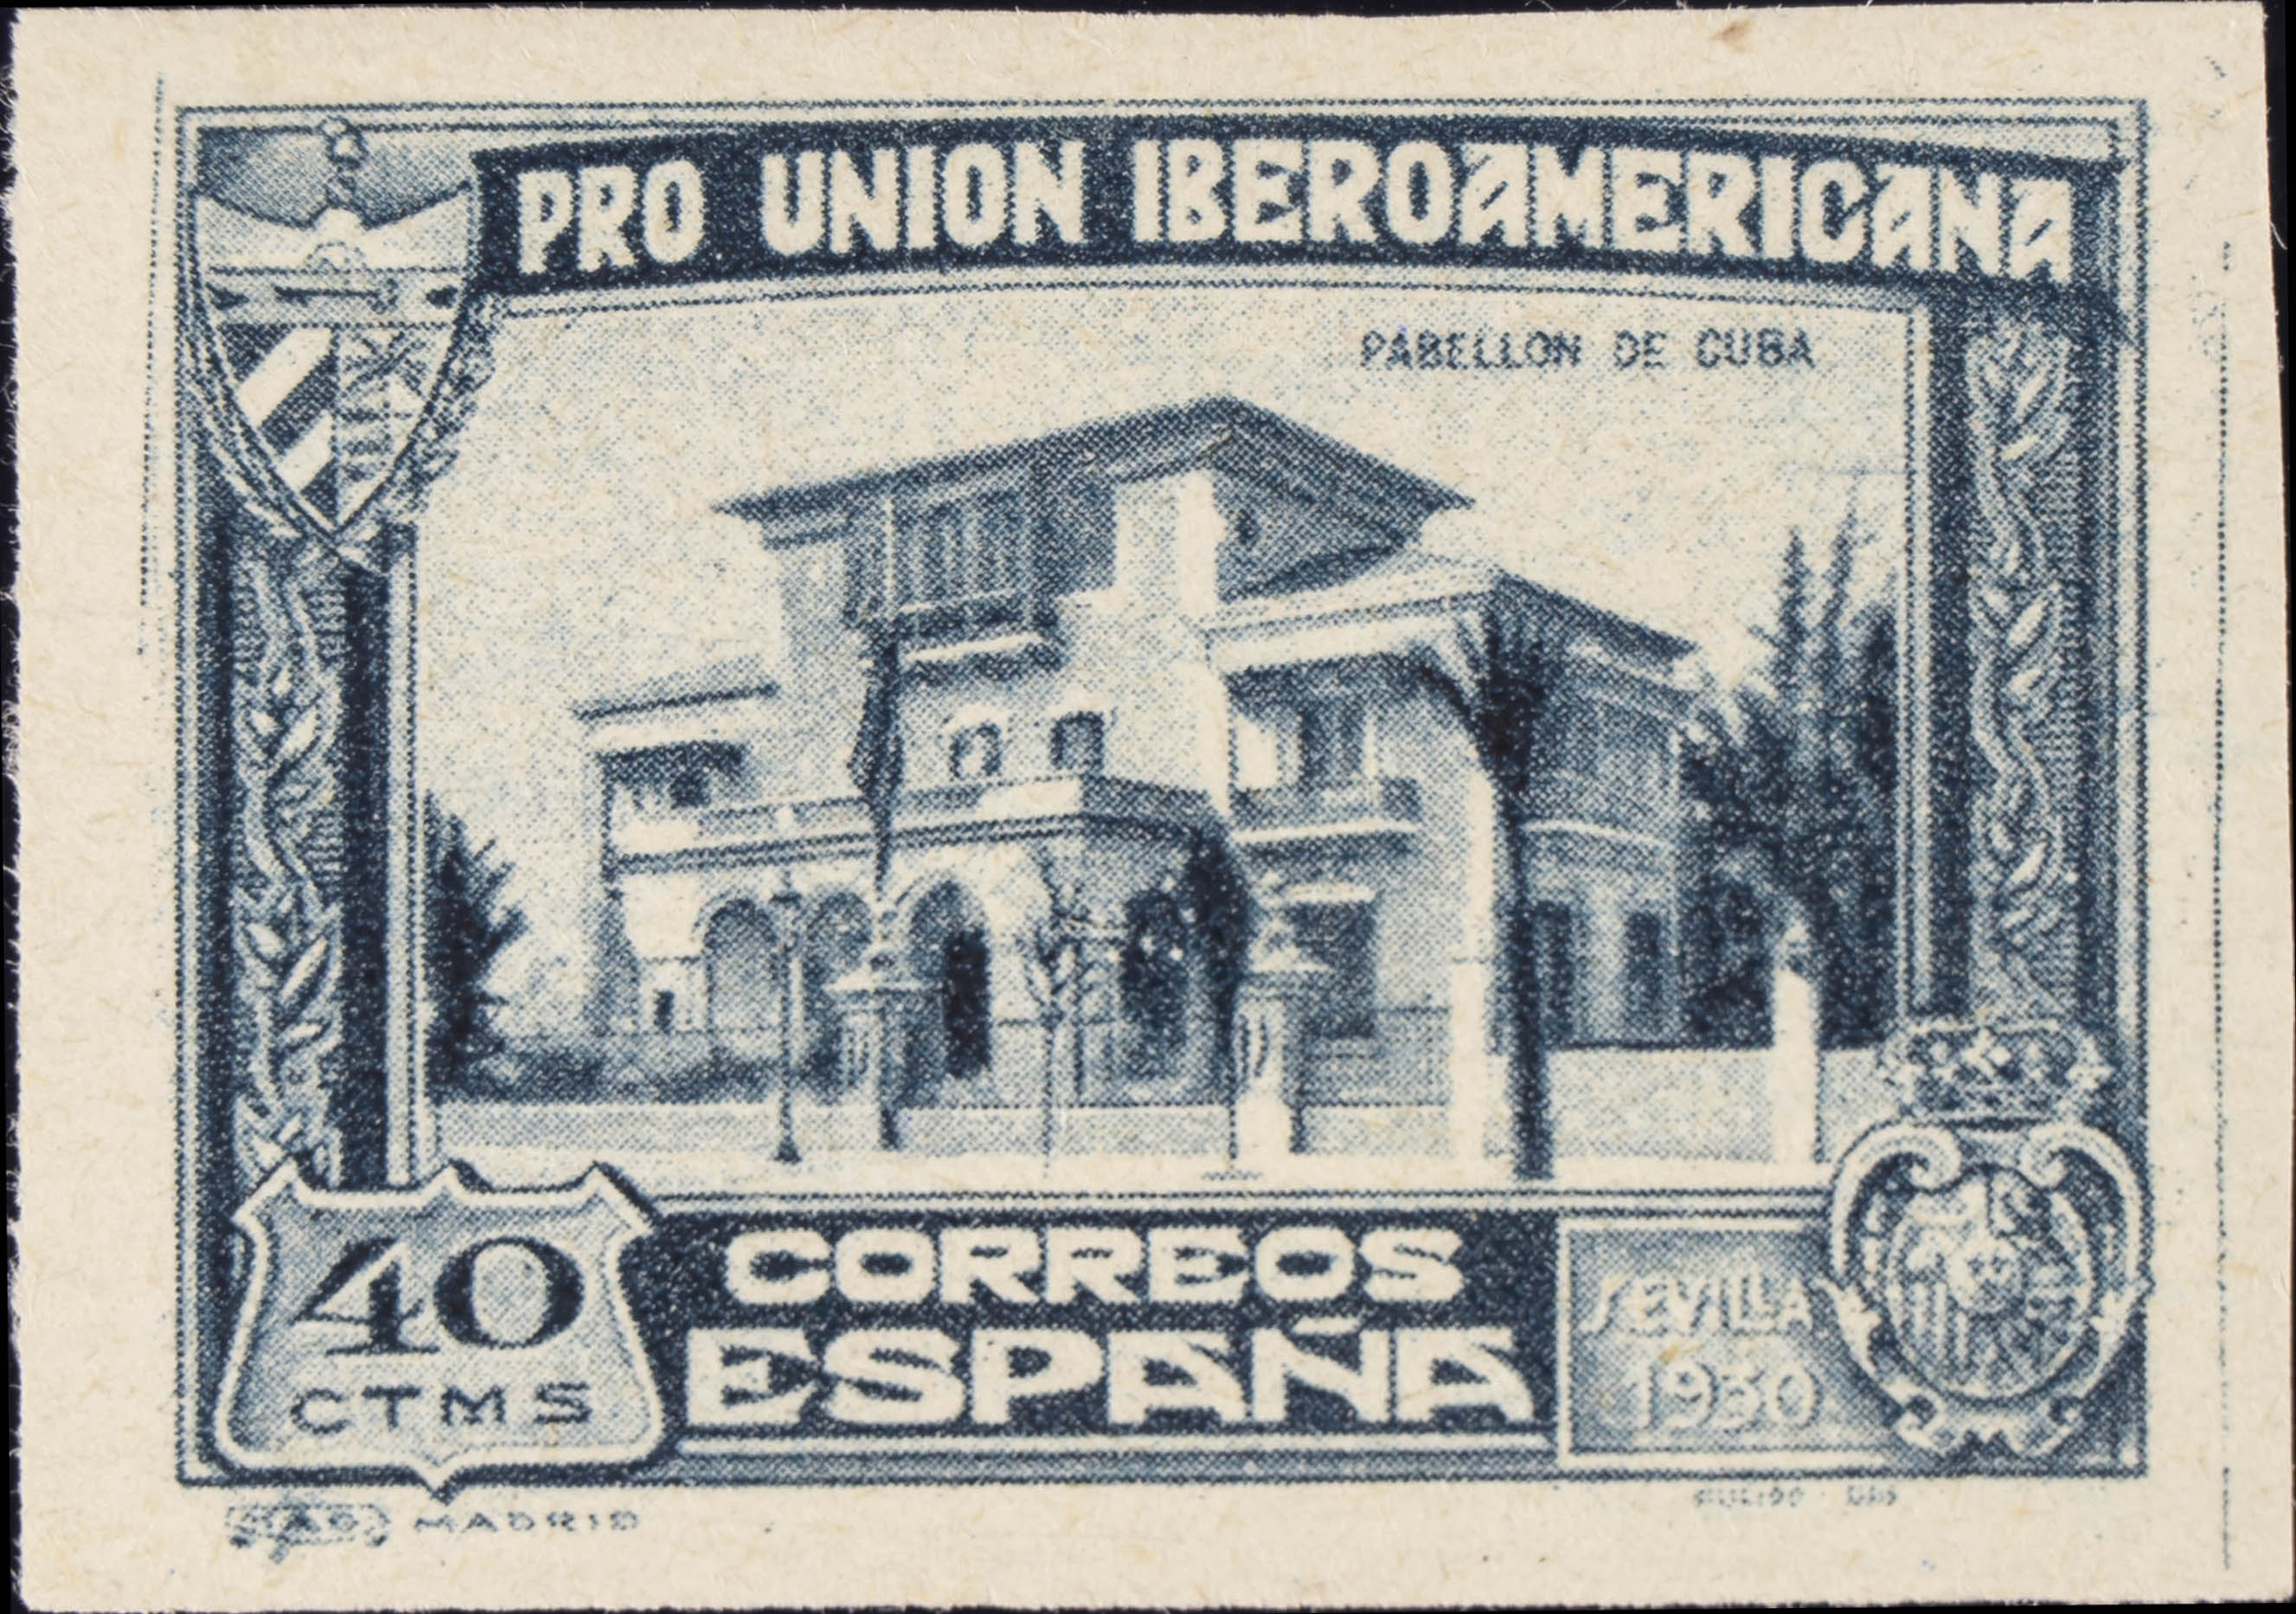 PRO UNION IBEROAMERICANA
PABELLON DE CUBA
40
CTMS
CORREOS
ESPAÑA
SEVILLA
1930
MADRID